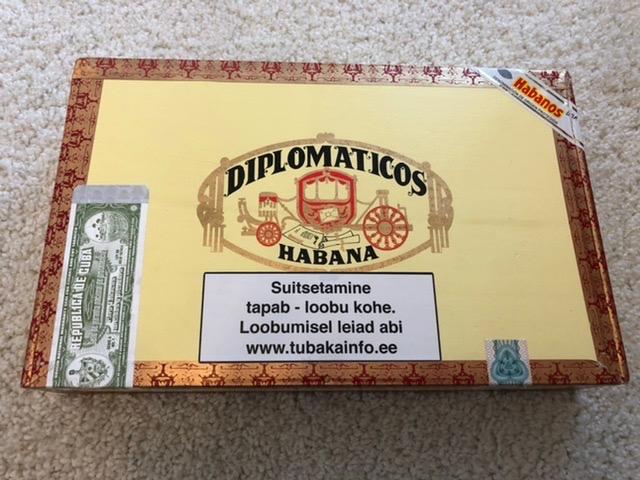 Habanos
DIPLOMATICOS
HABANA
REPUBLICA DE CUBA
Suitsetamine
tapab - loobu kohe.
Loobumisel leiad abi
www.tubakainfo.ee